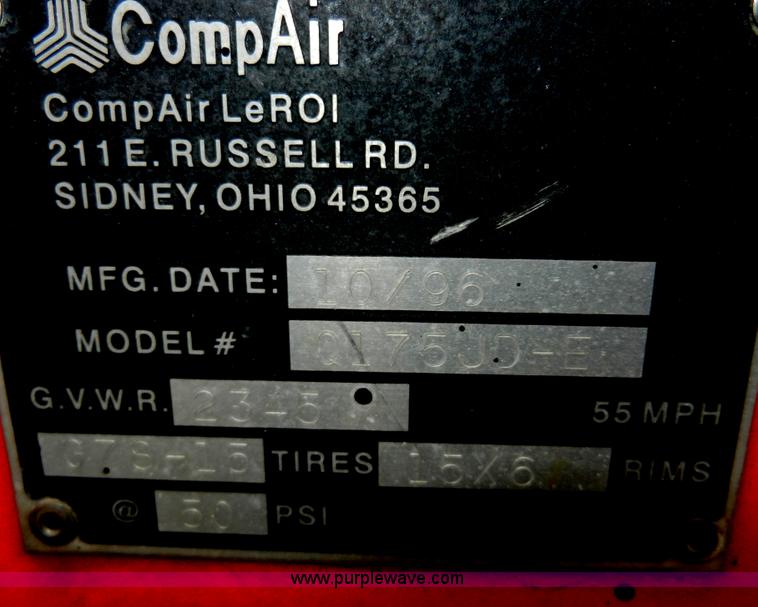 CompAir
CompAir LeROI
211 E. RUSSELL RD.
SIDNEY, OHIO 45365
MFG. DATE: 10/96
MODEL # Q175JD-E
G.V.W.R. 2345 55 MPH
G78-15 TIRES 15X6 RIMS
@ 50 PSI
www.purplewave.com